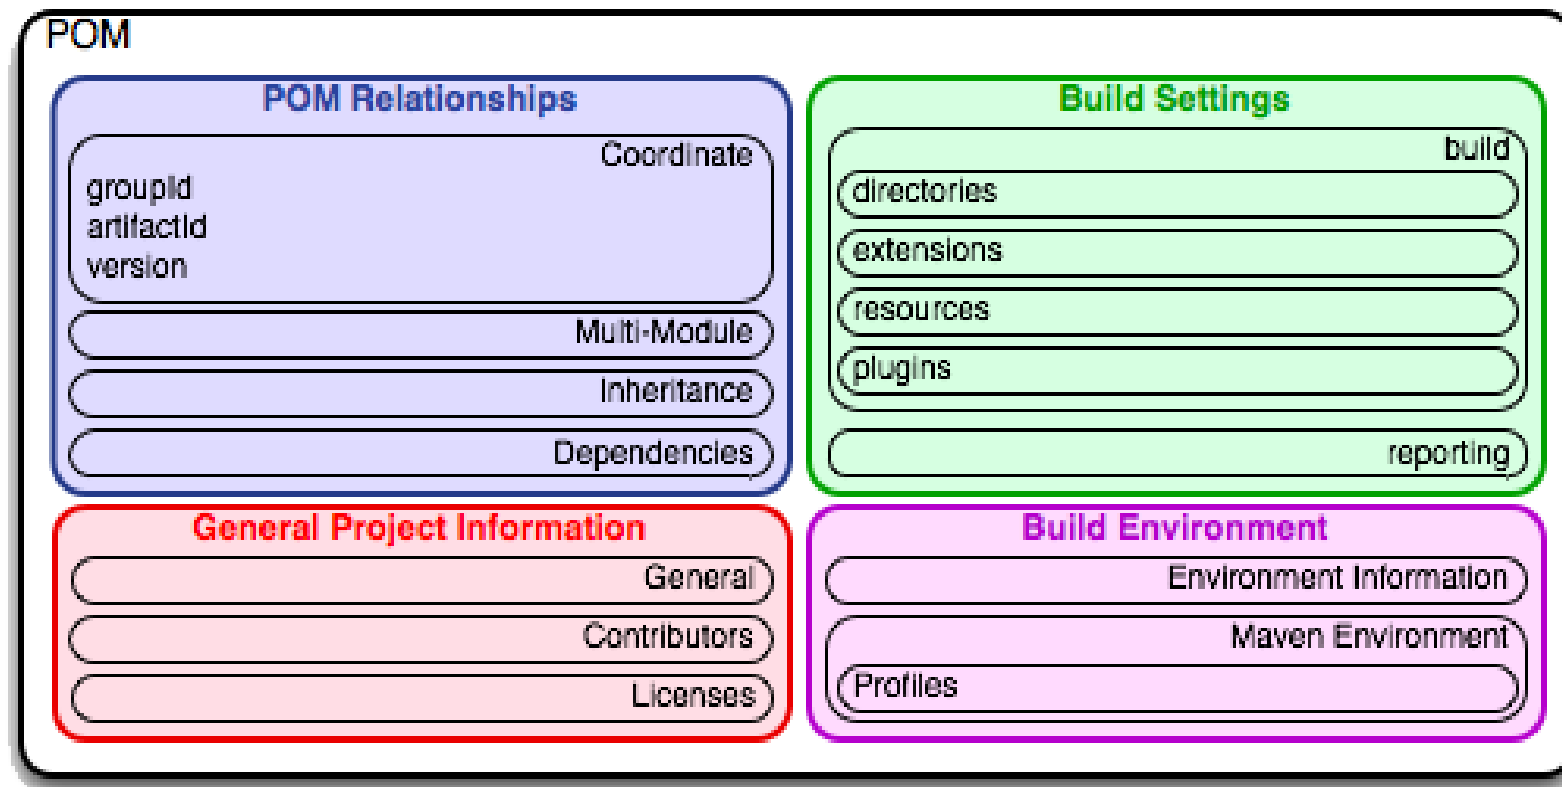 POM
POM Relationships
Coordinate
groupId
artifactId
version
Multi-Module
Inheritance
Dependencies
Build Settings
build
directories
extensions
resources
plugins
reporting
General Project Information
General
Contributors
Licenses
Build Environment
Environment Information
Maven Environment
Profiles